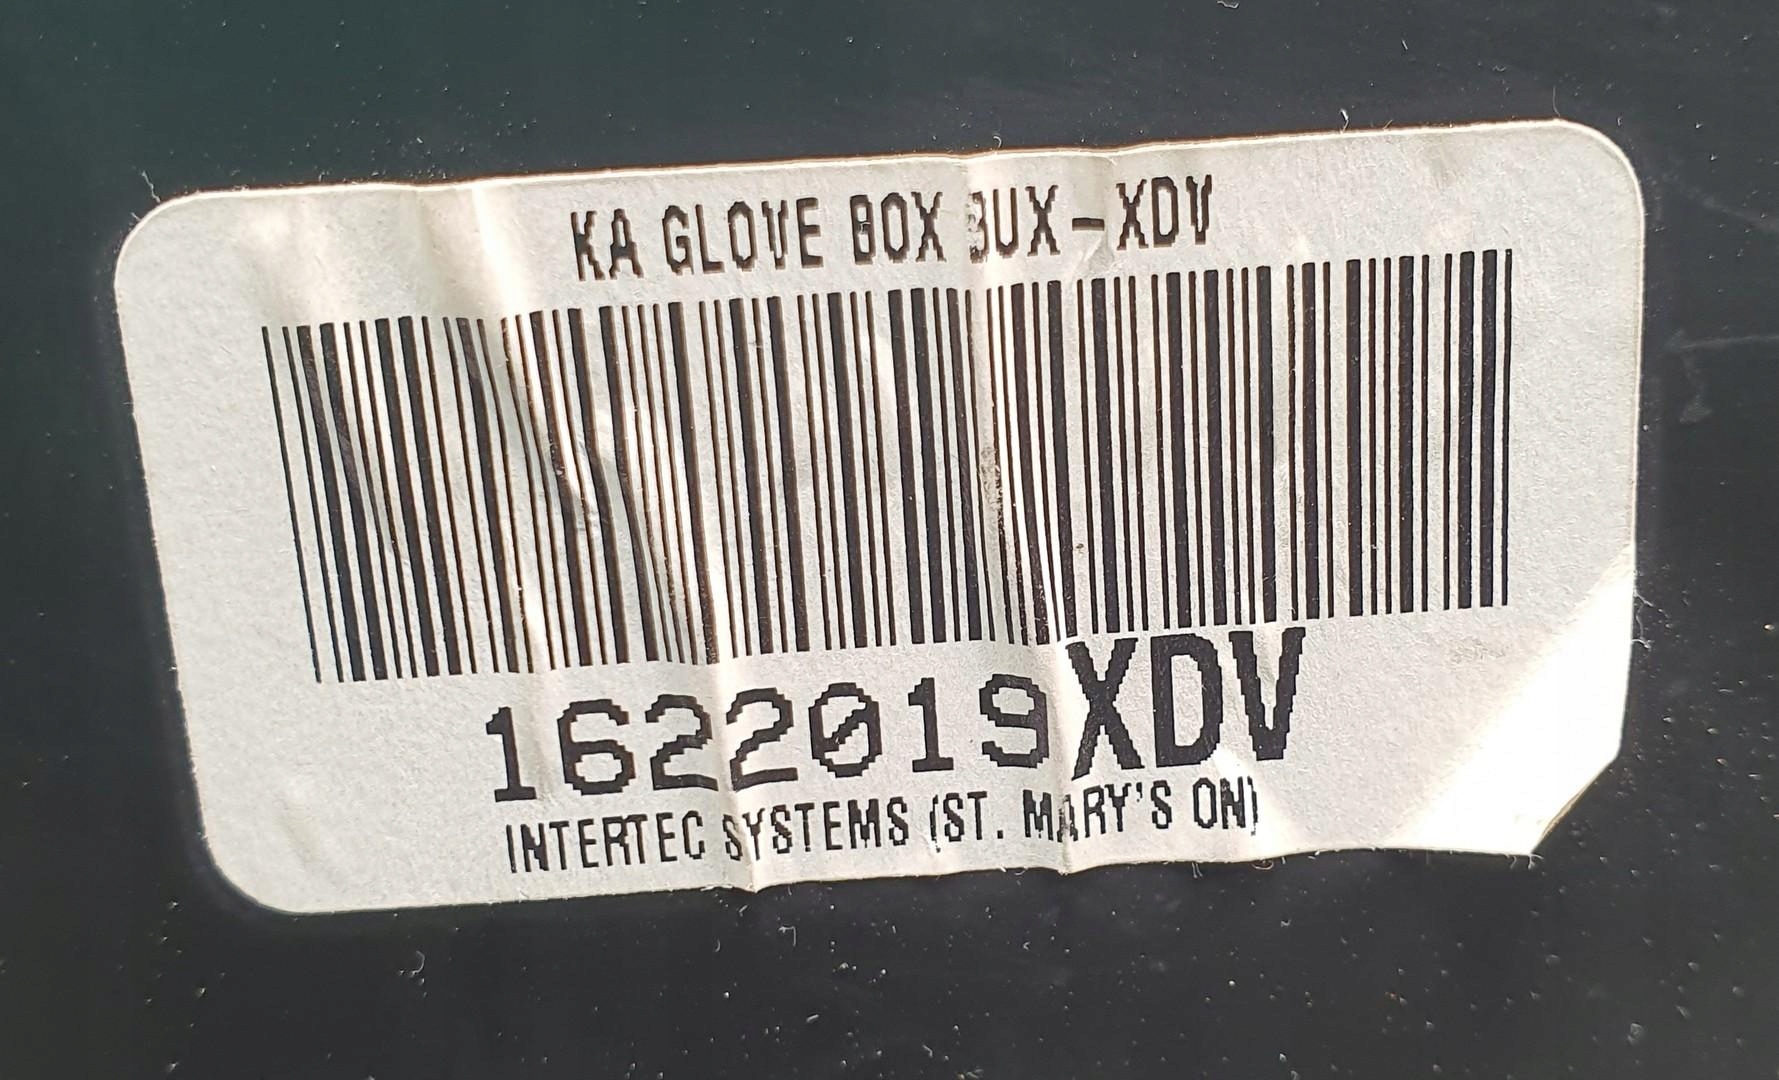 KA GLOVE BOX BUX-XDV
1622019XDV
INTERTEC SYSTEMS (ST. MARY'S ON)